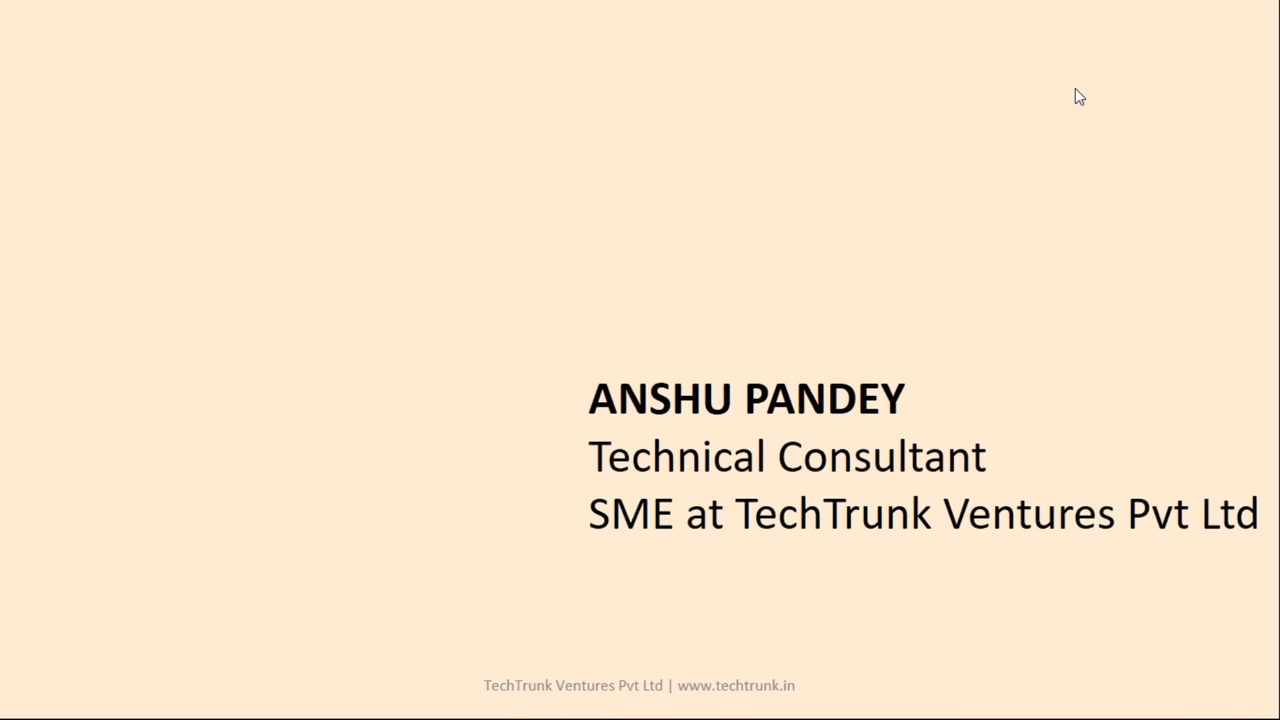 ANSHU PANDEY
Technical Consultant
SME at TechTrunk Ventures Pvt Ltd
TechTrunk Ventures Pvt Ltd | www.techtrunk.in